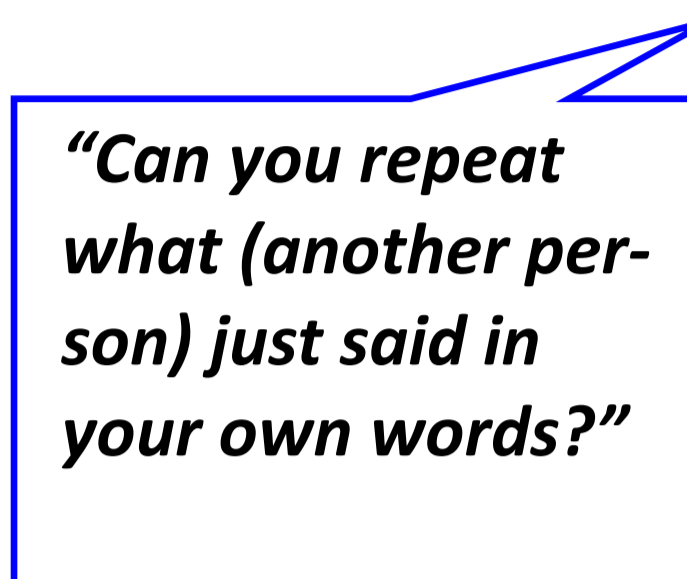 “Can you repeat
what (another per-
son) just said in
your own words?”